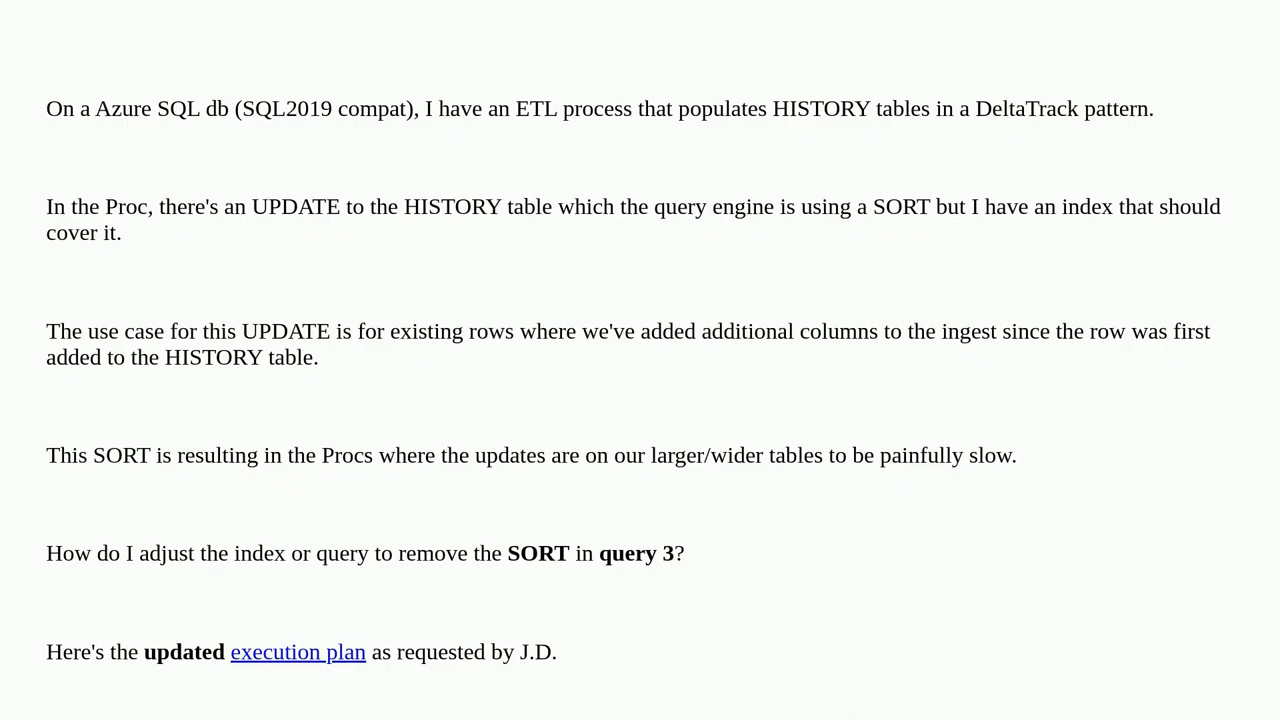 On a Azure SQL db (SQL2019 compat), I have an ETL process that populates HISTORY tables in a DeltaTrack pattern.
In the Proc, there's an UPDATE to the HISTORY table which the query engine is using a SORT but I have an index that should
cover it.
The use case for this UPDATE is for existing rows where we've added additional columns to the ingest since the row was first
added to the HISTORY table.
This SORT is resulting in the Procs where the updates are on our larger/wider tables to be painfully slow.
How do I adjust the index or query to remove the SORT in query 3?
Here's the updated execution plan as requested by J.D.